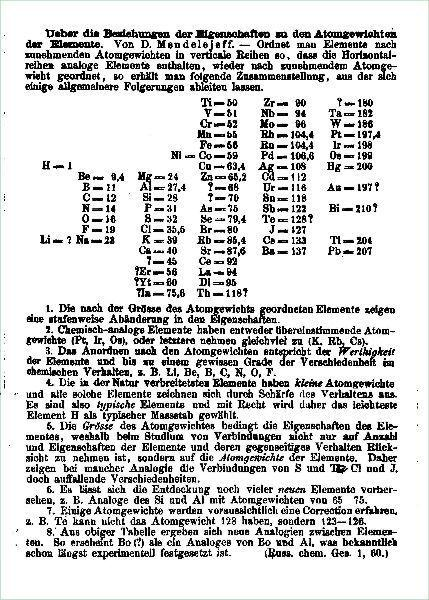 Ueber die Beziehungen der Eigenschaften zu den Atomgewichten
der Elemente. Von D. Mendelejeff. — Ordnet man Elemente nach
zunehmenden Atomgewichten in verticale Reihen so, dass die Horizontal-
reihen analoge Elemente enthalten, wieder nach zunehmendem Atomge-
wicht geordnet, so erhält man folgende Zusammenstellung, aus der sich
einige allgemeinere Folgerungen ableiten lassen.
Ti = 50 Zr = 90 ? = 180
V = 51 Nb = 94 Ta = 182
Cr = 52 Mo = 96 W = 186
Mn = 55 Rh = 104,4 Pt = 197,4
Fe = 56 Ru = 104,4 Ir = 198
Ni = Co = 59 Pd = 106,6 Os = 199
H = 1 Cu = 63,4 Ag = 108 Hg = 200
Be = 9,4 Mg = 24 Zn = 65,2 Cd = 112
B = 11 Al = 27,4 ? = 68 Ur = 116 Au = 197?
C = 12 Si = 28 ? = 70 Sn = 118
N = 14 P = 31 As = 75 Sb = 122 Bi = 210?
O = 16 S = 32 Se = 79,4 Te = 128?
F = 19 Cl = 35,5 Br = 80 J = 127
Li = 7 Na = 23 K = 39 Rb = 85,4 Cs = 133 Tl = 204
Ca = 40 Sr = 87,6 Ba = 137 Pb = 207
? = 45 Ce = 92
?Er = 56 La = 94
?Yt = 60 Di = 95
?In = 75,6 Th = 118?
1. Die nach der Grösse des Atomgewichts geordneten Elemente zeigen
eine stufenweise Abänderung in den Eigenschaften.
2. Chemisch-analoge Elemente haben entweder übereinstimmende Atom-
gewichte (Pt, Ir, Os), oder letztere nehmen gleichviel zu (K, Rb, Cs).
3. Das Anordnen nach den Atomgewichten entspricht der Werthigkeit
der Elemente und bis zu einem gewissen Grade der Verschiedenheit im
chemischen Verhalten, z. B. Li, Be, B, C, N, O, F.
4. Die in der Natur verbreitetsten Elemente haben kleine Atomgewichte
und alle solche Elemente zeichnen sich durch Schärfe des Verhaltens aus.
Es sind also typische Elemente und mit Recht wird daher das leichteste
Element H als typischer Massstab gewählt.
5. Die Grösse des Atomgewichtes bedingt die Eigenschaften des Ele-
mentes, weshalb beim Studium von Verbindungen nicht nur auf Anzahl
und Eigenschaften der Elemente und deren gegenseitiges Verhalten Rück-
sicht zu nehmen ist, sondern auf die Atomgewichte der Elemente. Daher
zeigen bei mancher Analogie die Verbindungen von S und Te, Cl und J,
doch auffallende Verschiedenheiten.
6. Es lässt sich die Entdeckung noch vieler neuen Elemente vorher-
sehen, z. B. Analoge des Si und Al mit Atomgewichten von 65—75.
7. Einige Atomgewichte werden voraussichtlich eine Correction erfahren,
z. B. Te kann nicht das Atomgewicht 128 haben, sondern 123—126.
8. Aus obiger Tabelle ergeben sich neue Analogien zwischen Elemen-
ten. So erscheint Bo (?) als ein Analoges von Bo und Al, was bekanntlich
schon längst experimentell festgesetzt ist. (Russ. chem. Ges. 1, 60.)